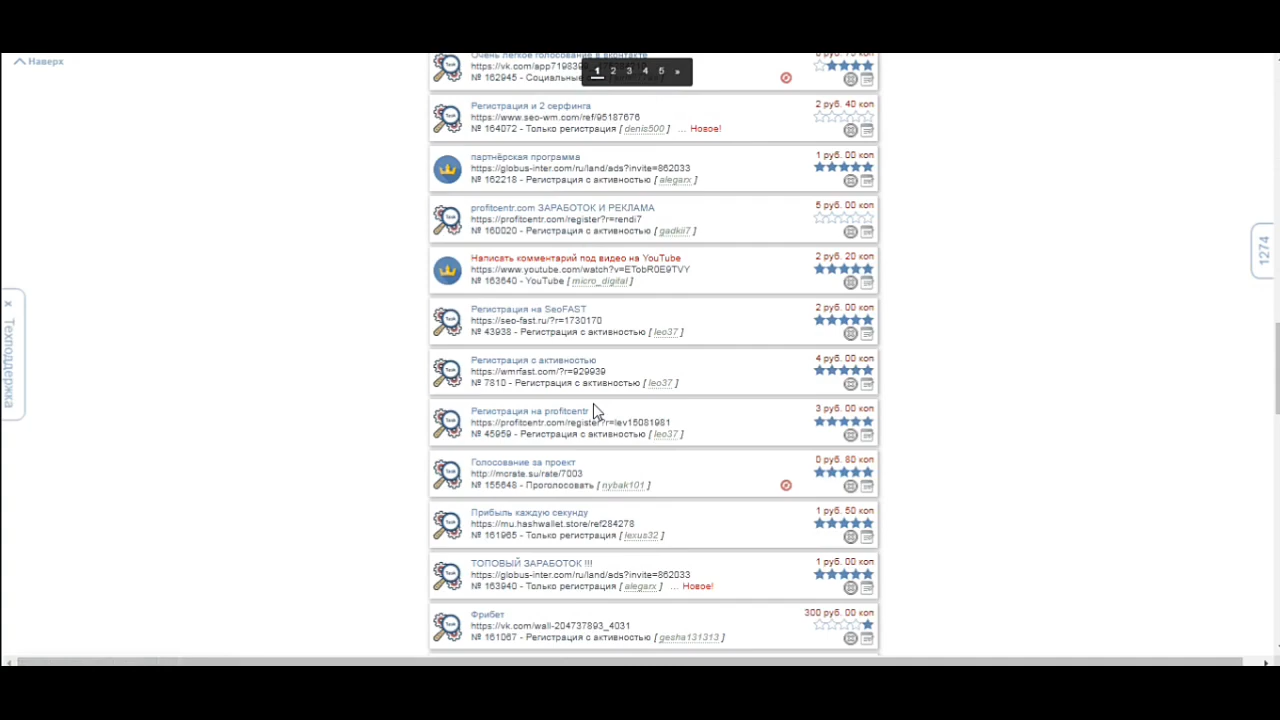 Наверх
Очень легкое голосование в вконтакте
1 2 3 4 5 »
№ 162945 - Социальные
Регистрация и 2 серфинга
2 руб. 40 коп
https://www.seo-wm.com/ref/95187676
№ 164072 - Только регистрация [ denis500 ] ... Новое!
партнёрская программа
1 руб. 00 коп
https://globus-inter.com/ru/land/ads?invite=862033
№ 162218 - Регистрация с активностью [ alegarx ]
profitcentr.com ЗАРАБОТОК И РЕКЛАМА
5 руб. 00 коп
https://profitcentr.com/register?r=rendi7
№ 160020 - Регистрация с активностью [ gadkii7 ]
Написать комментарий под видео на YouTube
2 руб. 20 коп
https://www.youtube.com/watch?v=ETobR0E9TVY
№ 163640 - YouTube [ micro_digital ]
Регистрация на SeoFAST
2 руб. 00 коп
https://seo-fast.ru/?r=1730170
№ 43938 - Регистрация с активностью [ leo37 ]
Регистрация с активностью
4 руб. 00 коп
https://wmrfast.com/?r=929939
№ 7810 - Регистрация с активностью [ leo37 ]
Регистрация на profitcentr
3 руб. 00 коп
https://profitcentr.com/register?r=lev15081981
№ 45959 - Регистрация с активностью [ leo37 ]
Голосование за проект
0 руб. 80 коп
http://mcrate.su/rate/7003
№ 155648 - Проголосовать [ nybak101 ]
Прибыль каждую секунду
1 руб. 50 коп
https://mu.hashwallet.store/ref284278
№ 161965 - Только регистрация [ lexus32 ]
ТОПОВЫЙ ЗАРАБОТОК !!!
1 руб. 00 коп
https://globus-inter.com/ru/land/ads?invite=862033
№ 163940 - Только регистрация [ alegarx ] ... Новое!
Фрибет
300 руб. 00 коп
https://vk.com/wall-204737893_4031
№ 161067 - Регистрация с активностью [ gesha131313 ]
Техподдержка
1274